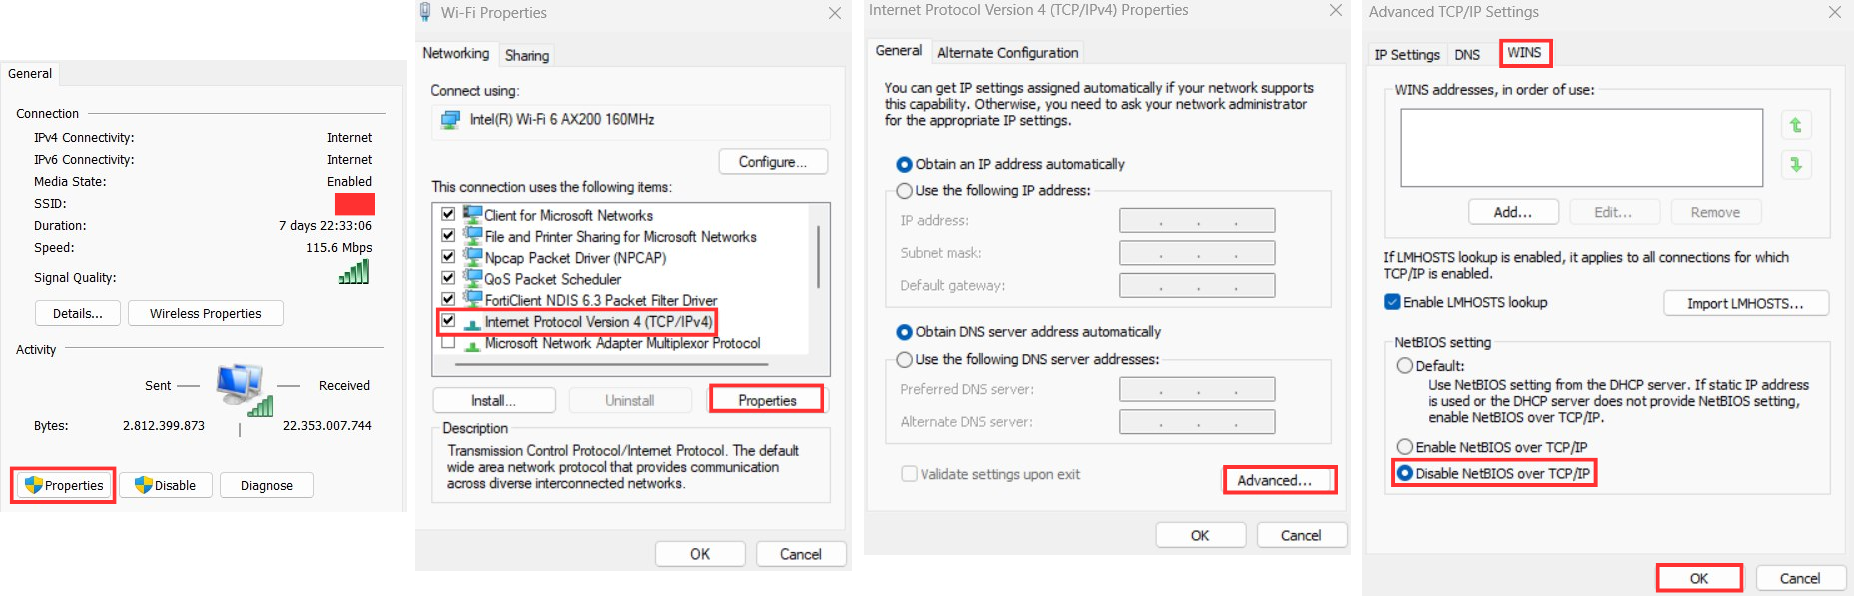 General
Connection
IPv4 Connectivity: Internet
IPv6 Connectivity: Internet
Media State: Enabled
SSID:
Duration: 7 days 22:33:06
Speed: 115.6 Mbps
Signal Quality:
Details... Wireless Properties
Activity
Sent Received
Bytes: 2.812.399.873 22.353.007.744
Properties Disable Diagnose
Wi-Fi Properties
Networking Sharing
Connect using:
Intel(R) Wi-Fi 6 AX200 160MHz
Configure...
This connection uses the following items:
Client for Microsoft Networks
File and Printer Sharing for Microsoft Networks
Npcap Packet Driver (NPCAP)
QoS Packet Scheduler
FortiClient NDIS 6.3 Packet Filter Driver
Internet Protocol Version 4 (TCP/IPv4)
Microsoft Network Adapter Multiplexor Protocol
Install... Uninstall Properties
Description
Transmission Control Protocol/Internet Protocol. The default
wide area network protocol that provides communication
across diverse interconnected networks.
OK Cancel
Internet Protocol Version 4 (TCP/IPv4) Properties
General Alternate Configuration
You can get IP settings assigned automatically if your network supports
this capability. Otherwise, you need to ask your network administrator
for the appropriate IP settings.
Obtain an IP address automatically
Use the following IP address:
IP address:
Subnet mask:
Default gateway:
Obtain DNS server address automatically
Use the following DNS server addresses:
Preferred DNS server:
Alternate DNS server:
Validate settings upon exit
Advanced...
OK Cancel
Advanced TCP/IP Settings
IP Settings DNS WINS
WINS addresses, in order of use:
Add... Edit... Remove
If LMHOSTS lookup is enabled, it applies to all connections for which
TCP/IP is enabled.
Enable LMHOSTS lookup Import LMHOSTS...
NetBIOS setting
Default:
Use NetBIOS setting from the DHCP server. If static IP address
is used or the DHCP server does not provide NetBIOS setting,
enable NetBIOS over TCP/IP.
Enable NetBIOS over TCP/IP
Disable NetBIOS over TCP/IP
OK Cancel